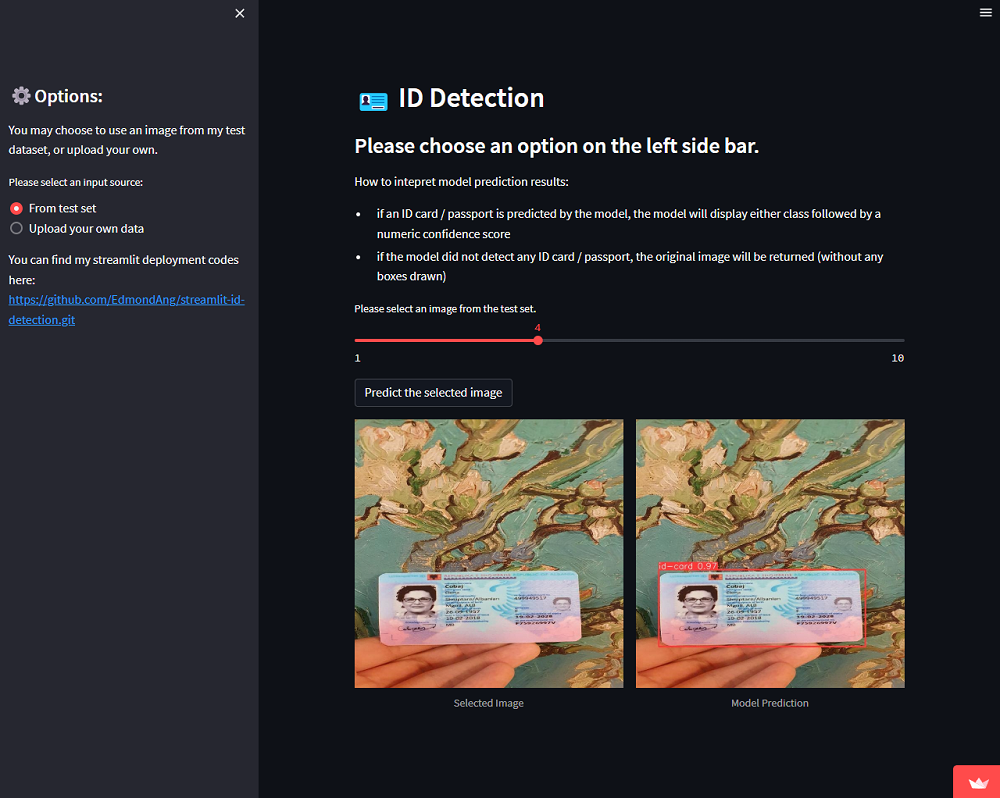 Options:
You may choose to use an image from my test
dataset, or upload your own.
Please select an input source:
From test set
Upload your own data
You can find my streamlit deployment codes
here:
https://github.com/EdmondAng/streamlit-id-
detection.git
ID Detection
Please choose an option on the left side bar.
How to intepret model prediction results:
if an ID card / passport is predicted by the model, the model will display either class followed by a
numeric confidence score
if the model did not detect any ID card / passport, the original image will be returned (without any
boxes drawn)
Please select an image from the test set.
4
1
10
Predict the selected image
id-card 0.97
Selected Image
Model Prediction